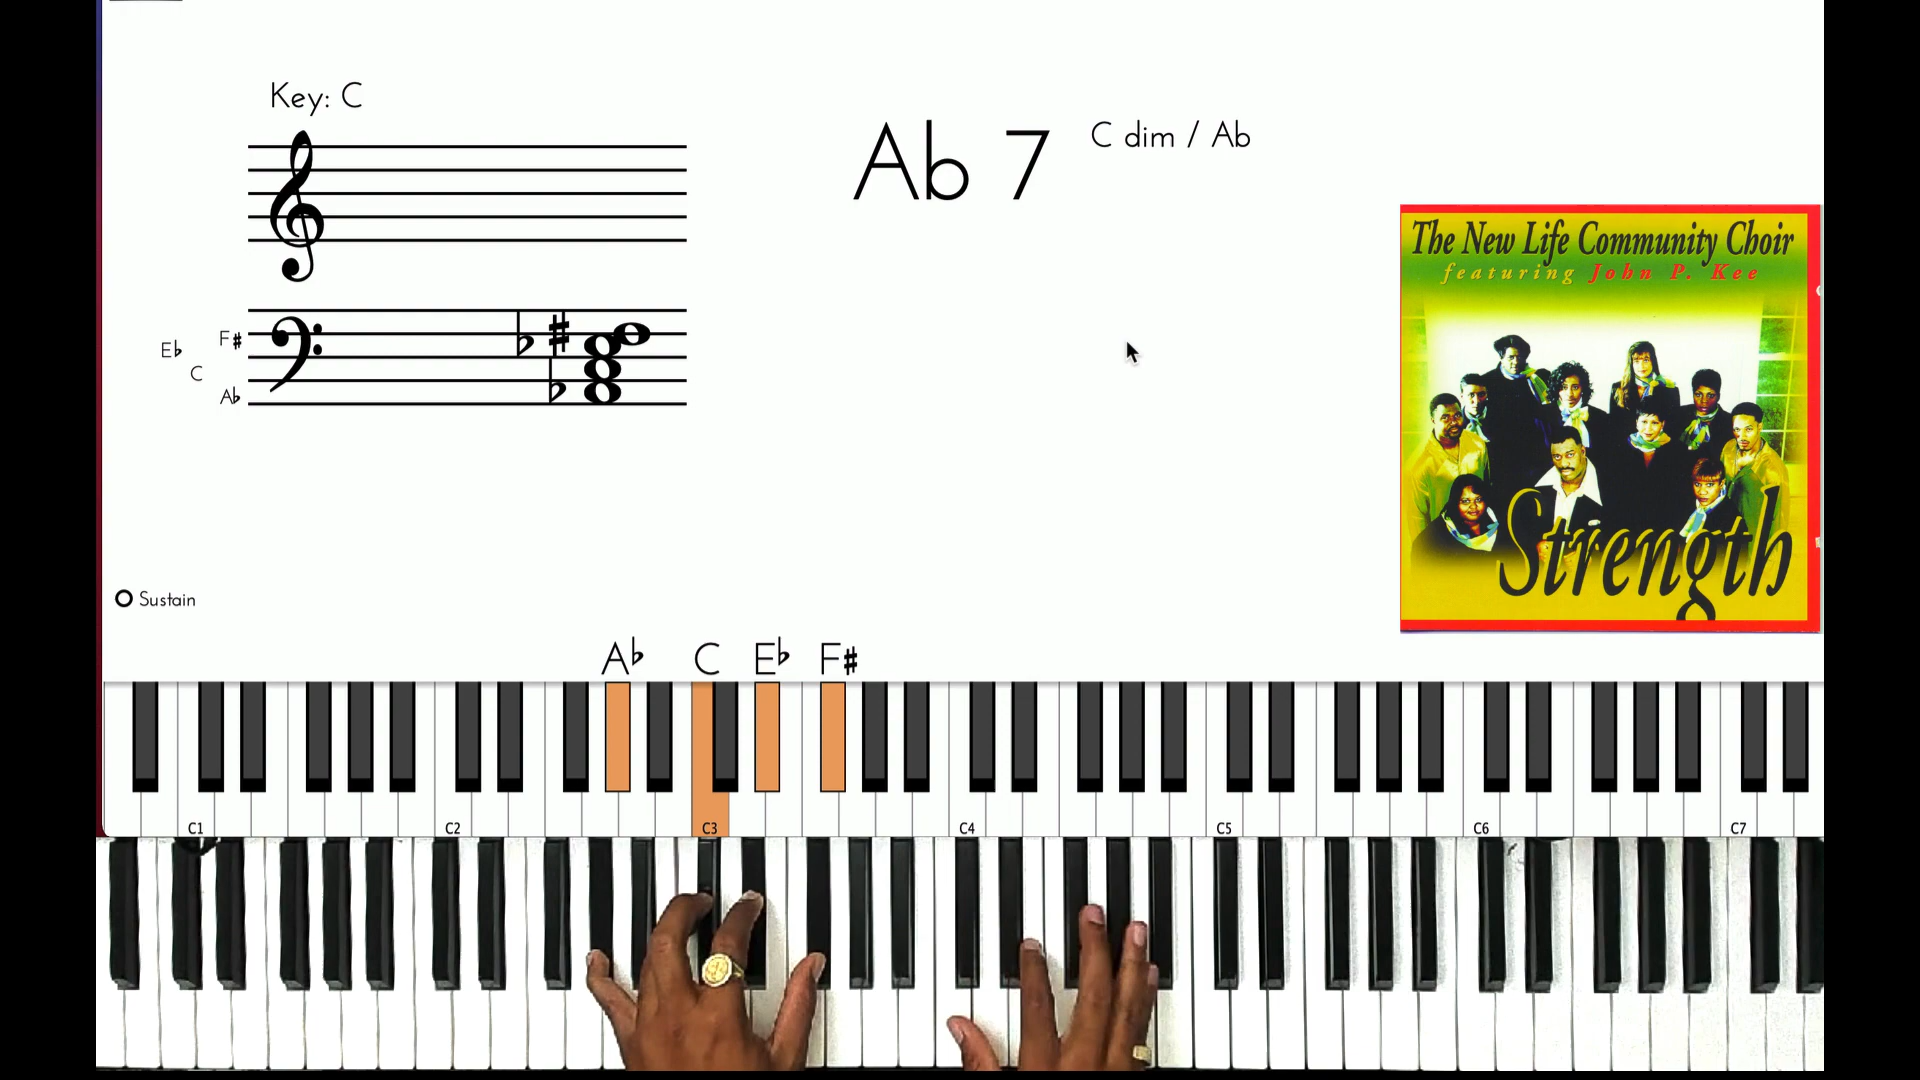 Key: C
Ab 7
C dim / Ab
The New Life Community Choir
featuring John P. Kee
F#
Eb
C
Ab
Strength
Sustain
Ab C Eb F#
C1 C2 C3 C4 C5 C6 C7